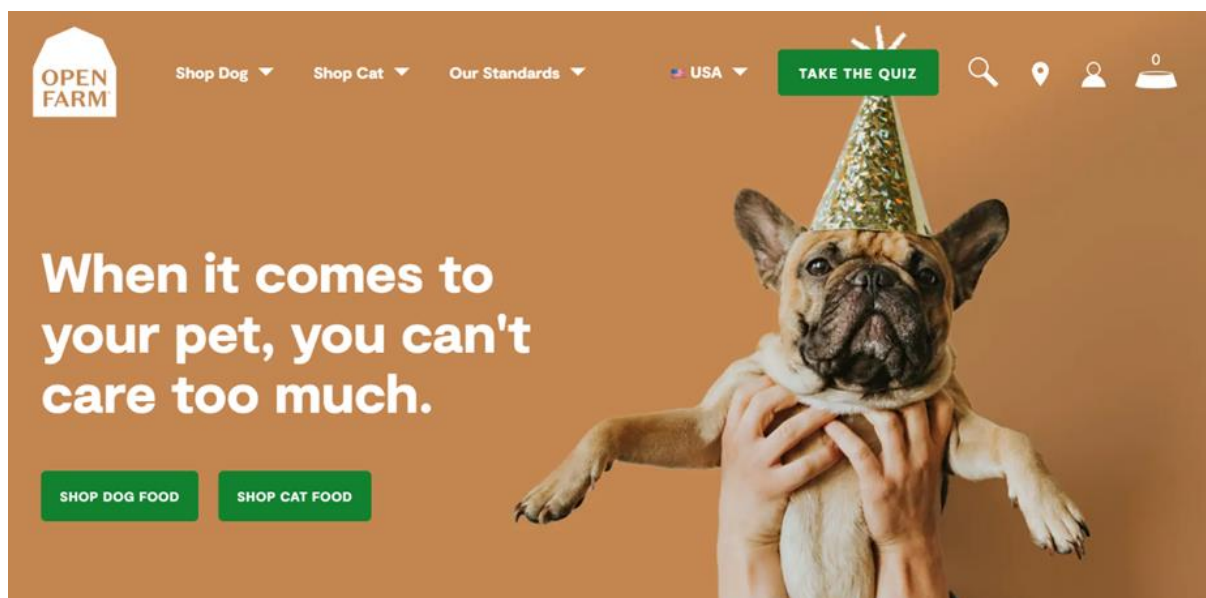 OPEN
FARM
Shop Dog
Shop Cat
Our Standards
USA
TAKE THE QUIZ
0
When it comes to
your pet, you can't
care too much.
SHOP DOG FOOD
SHOP CAT FOOD